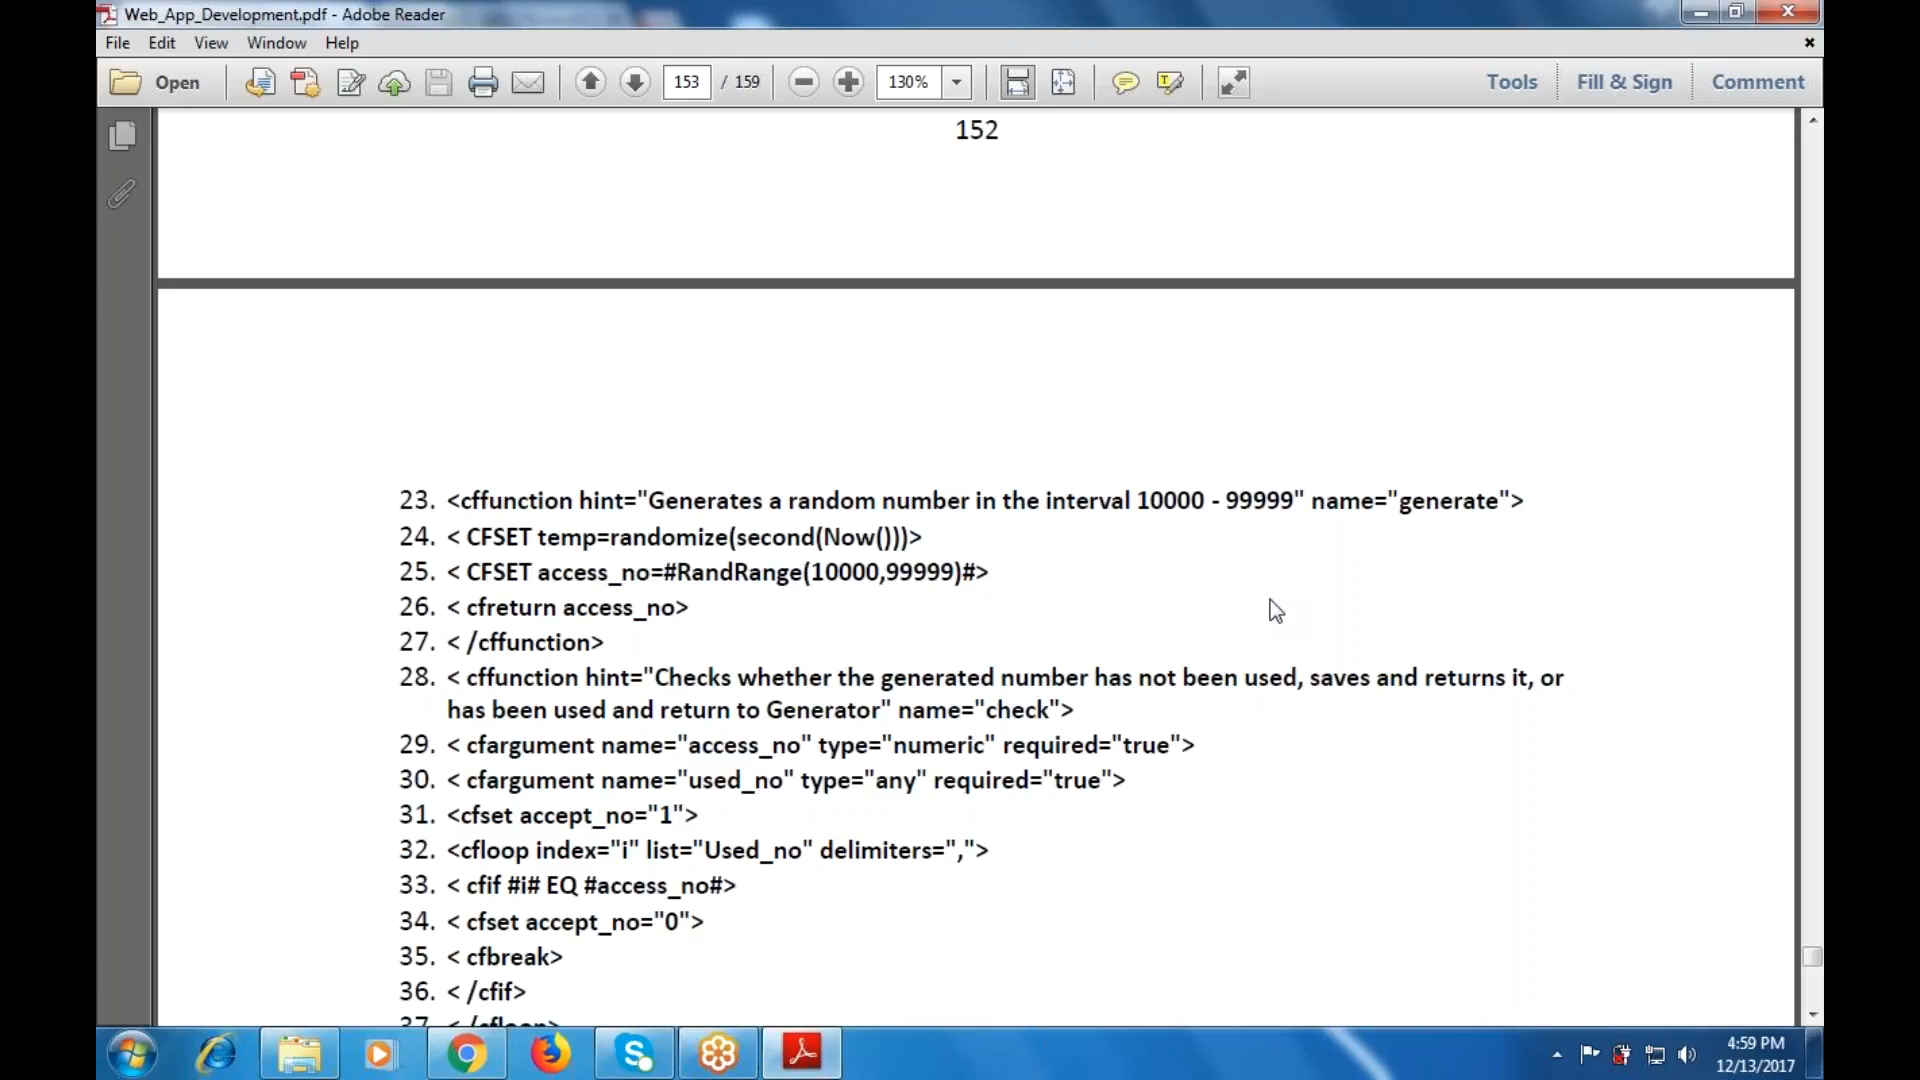 Web_App_Development.pdf - Adobe Reader
File Edit View Window Help
Open 153 / 159 130% Tools Fill & Sign Comment
152
23. <cffunction hint="Generates a random number in the interval 10000 - 99999" name="generate">
24. < CFSET temp=randomize(second(Now()))>
25. < CFSET access_no=#RandRange(10000,99999)#>
26. < cfreturn access_no>
27. < /cffunction>
28. < cffunction hint="Checks whether the generated number has not been used, saves and returns it, or
has been used and return to Generator" name="check">
29. < cfargument name="access_no" type="numeric" required="true">
30. < cfargument name="used_no" type="any" required="true">
31. <cfset accept_no="1">
32. <cfloop index="i" list="Used_no" delimiters=",">
33. < cfif #i# EQ #access_no#>
34. < cfset accept_no="0">
35. < cfbreak>
36. < /cfif>
37. < /cfloop>
4:59 PM
12/13/2017